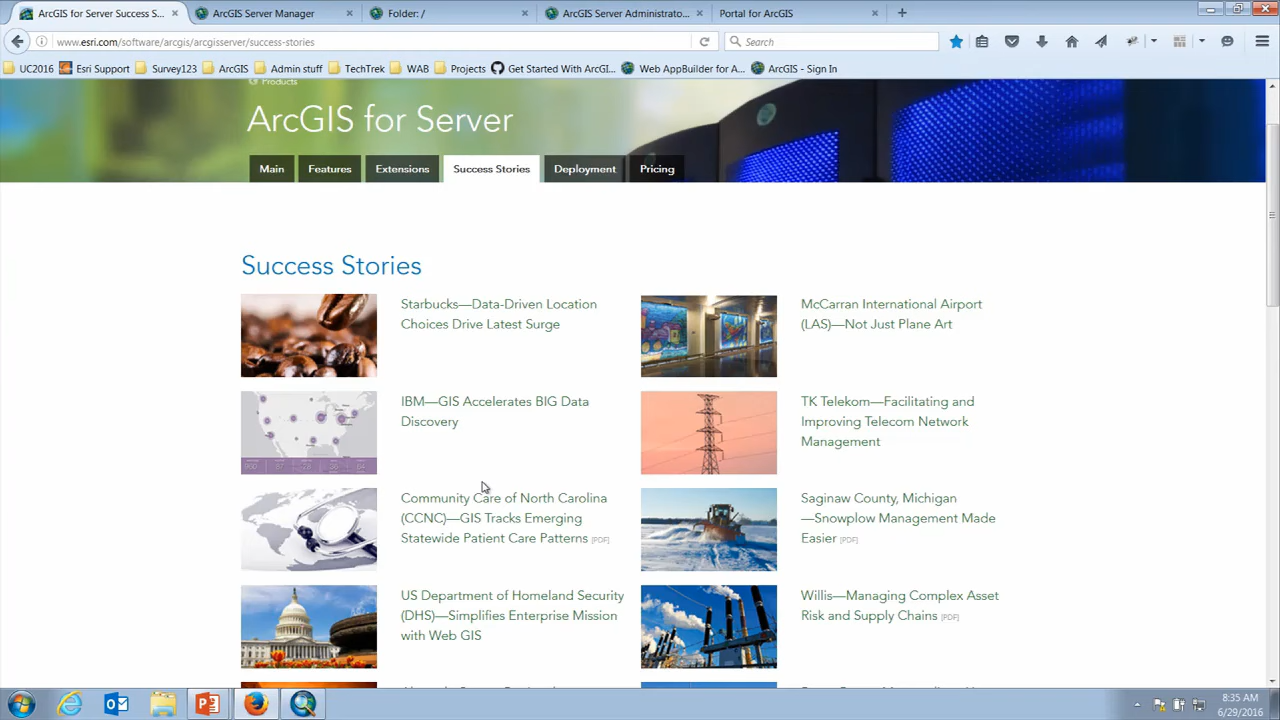 ArcGIS for Server Success S...
ArcGIS Server Manager
Folder: /
ArcGIS Server Administrato...
Portal for ArcGIS
www.esri.com/software/arcgis/arcgisserver/success-stories
Search
UC2016
Esri Support
Survey123
ArcGIS
Admin stuff
TechTrek
WAB
Projects
Get Started With ArcGI...
Web AppBuilder for A...
ArcGIS - Sign In
Products
ArcGIS for Server
Main
Features
Extensions
Success Stories
Deployment
Pricing
Success Stories
Starbucks—Data-Driven Location
Choices Drive Latest Surge
McCarran International Airport
(LAS)—Not Just Plane Art
IBM—GIS Accelerates BIG Data
Discovery
TK Telekom—Facilitating and
Improving Telecom Network
Management
Community Care of North Carolina
(CCNC)—GIS Tracks Emerging
Statewide Patient Care Patterns [PDF]
Saginaw County, Michigan
—Snowplow Management Made
Easier [PDF]
US Department of Homeland Security
(DHS)—Simplifies Enterprise Mission
with Web GIS
Willis—Managing Complex Asset
Risk and Supply Chains [PDF]
8:35 AM
6/29/2016